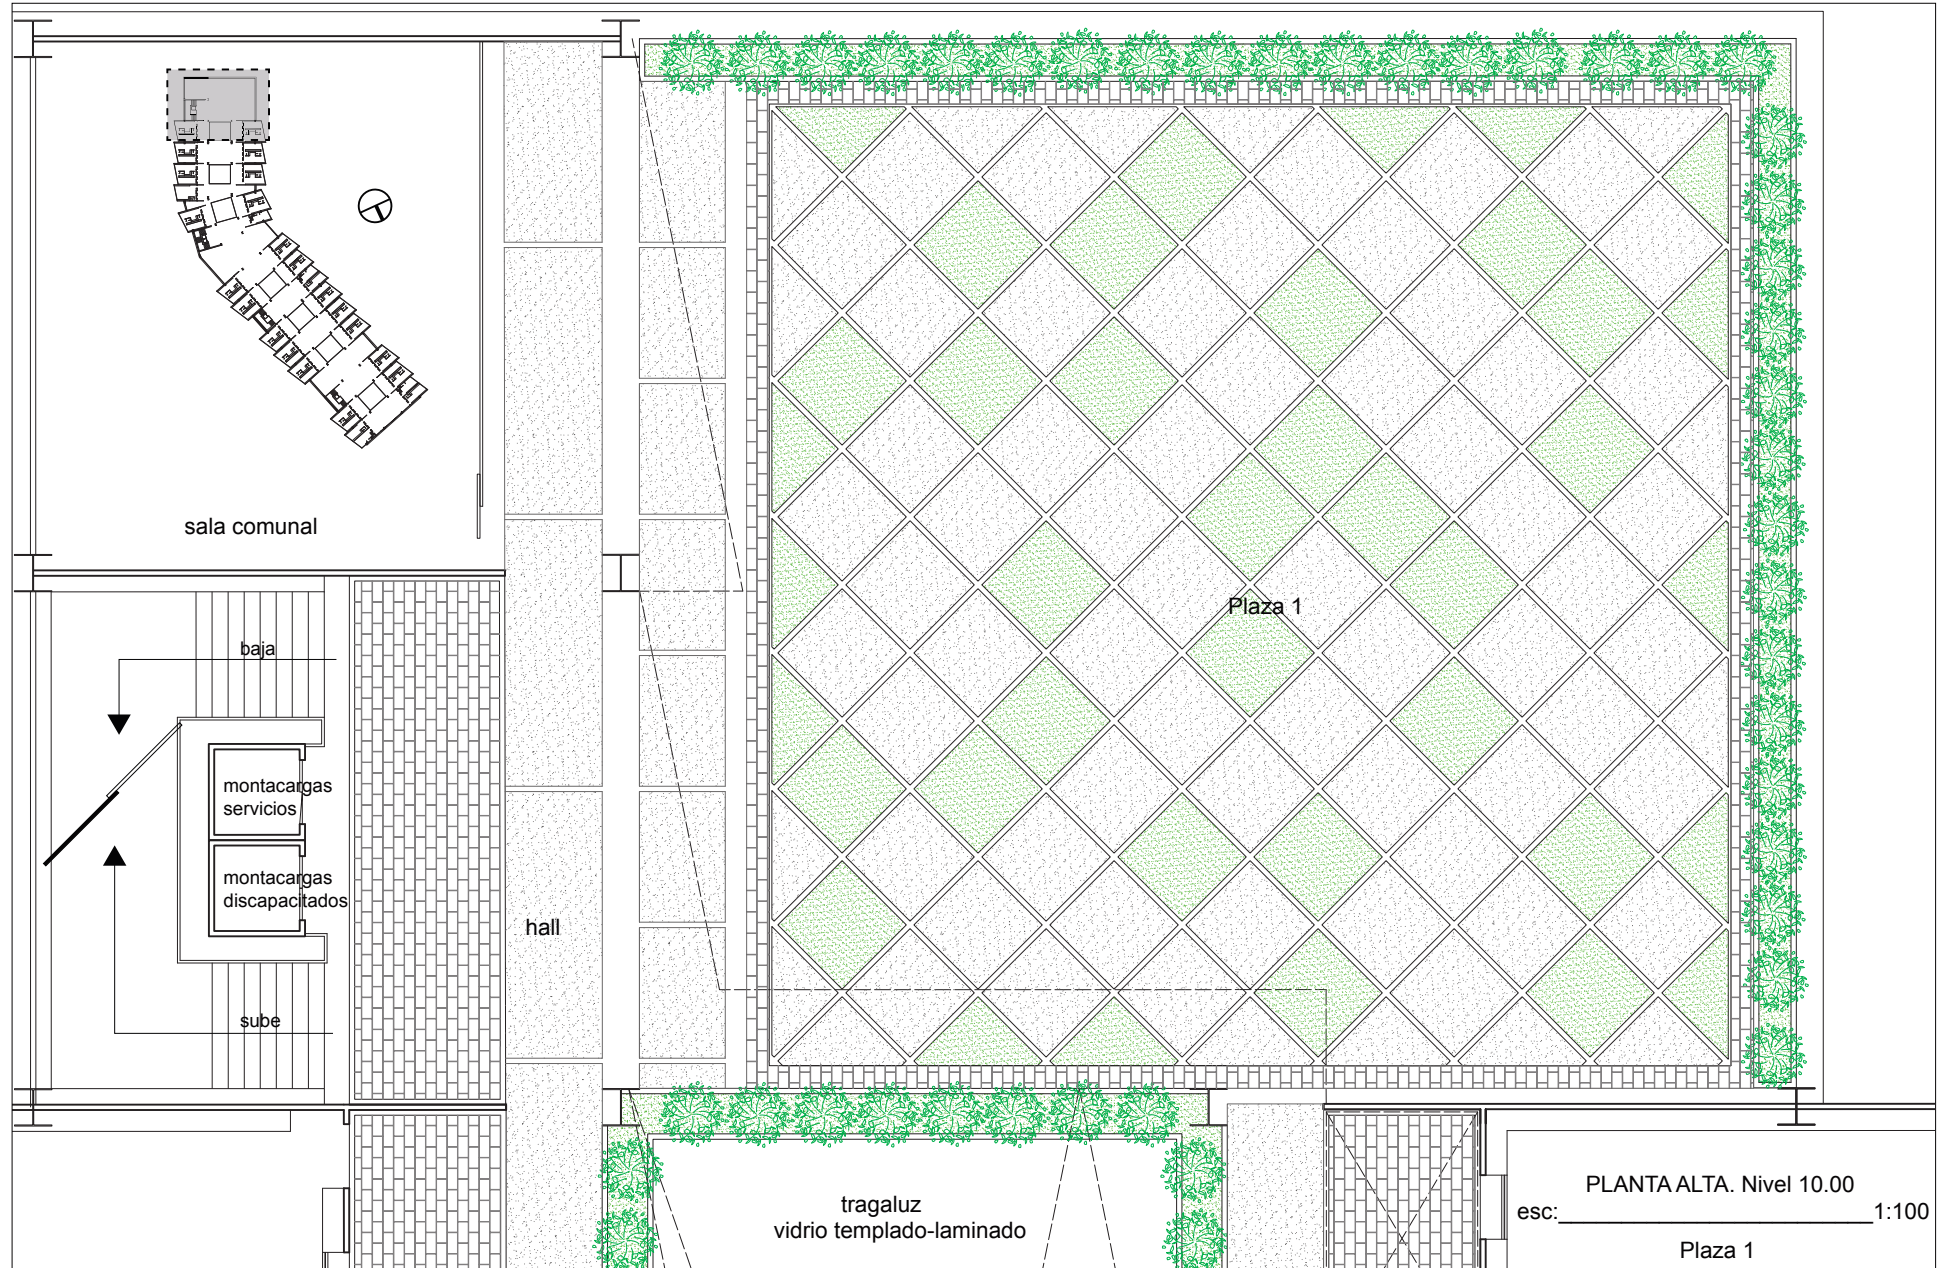 sala comunal
baja
Plaza 1
montacargas
servicios
montacargas
discapacitados
hall
sube
tragaluz
vidrio templado-laminado
PLANTA ALTA. Nivel 10.00
esc:__________________________1:100
Plaza 1